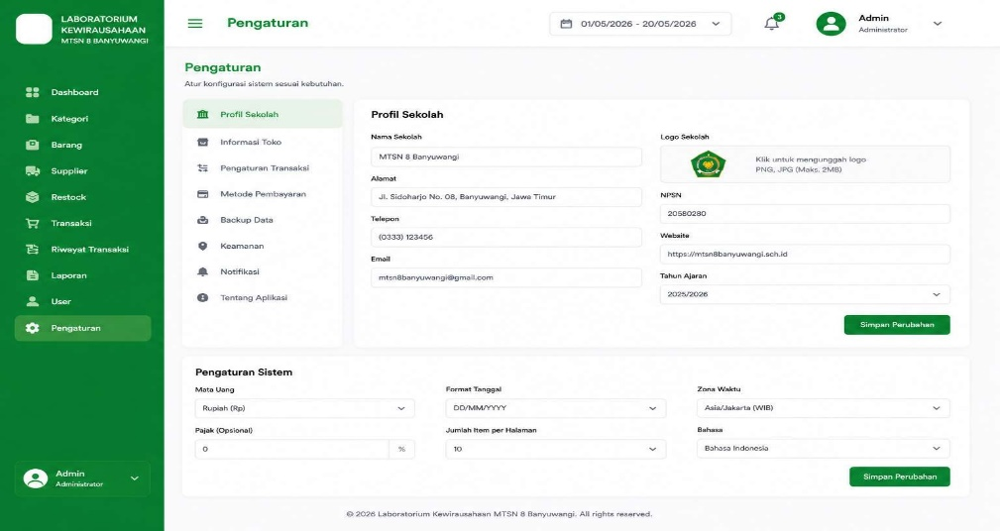 LABORATORIUM
KEWIRAUSAHAAN
MTSN 8 BANYUWANGI
Dashboard
Kategori
Barang
Supplier
Restock
Transaksi
Riwayat Transaksi
Laporan
User
Pengaturan
Admin
Administrator
Pengaturan
01/05/2026 - 20/05/2026
3
Admin
Administrator
Pengaturan
Atur konfigurasi sistem sesuai kebutuhan.
Profil Sekolah
Informasi Toko
Pengaturan Transaksi
Metode Pembayaran
Backup Data
Keamanan
Notifikasi
Tentang Aplikasi
Profil Sekolah
Nama Sekolah
MTSN 8 Banyuwangi
Alamat
Jl. Sidoharjo No. 08, Banyuwangi, Jawa Timur
Telepon
(0333) 123456
Email
mtsn8banyuwangi@gmail.com
Logo Sekolah
Klik untuk mengunggah logo
PNG, JPG (Maks. 2MB)
NPSN
20580280
Website
https://mtsn8banyuwangi.sch.id
Tahun Ajaran
2025/2026
Simpan Perubahan
Pengaturan Sistem
Mata Uang
Rupiah (Rp)
Format Tanggal
DD/MM/YYYY
Zona Waktu
Asia/Jakarta (WIB)
Pajak (Opsional)
0 %
Jumlah Item per Halaman
10
Bahasa
Bahasa Indonesia
Simpan Perubahan
© 2026 Laboratorium Kewirausahaan MTSN 8 Banyuwangi. All rights reserved.